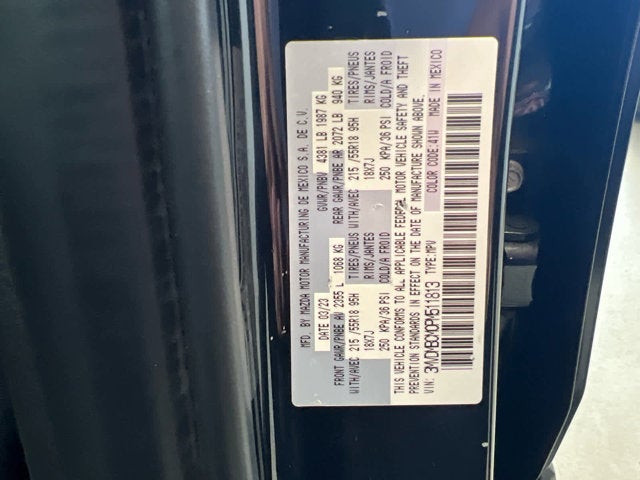 MFD. BY MAZDA MOTOR MANUFACTURING DE MEXICO S.A. DE C.V.
DATE 03/23 GVWR/PNBV 4381 LB 1987 KG
FRONT GAWR/PNBE AV 2355 L 1068 KG REAR GAWR/PNBE AR 2072 LB 940 KG
WITH/AVEC 215 /55R18 95H TIRES/PNEUS WITH/AVEC 215 /55R18 95H TIRES/PNEUS
18X7J RIMS/JANTES 18X7J RIMS/JANTES
250 KPA/36 PSI COLD/A FROID 250 KPA/36 PSI COLD/A FROID
THIS VEHICLE CONFORMS TO ALL APPLICABLE FEDERAL MOTOR VEHICLE SAFETY AND THEFT
PREVENTION STANDARDS IN EFFECT ON THE DATE OF MANUFACTURE SHOWN ABOVE.
VIN: 3MVDMBCM0PM511813 TYPE:MPV COLOR CODE:41W MADE IN MEXICO